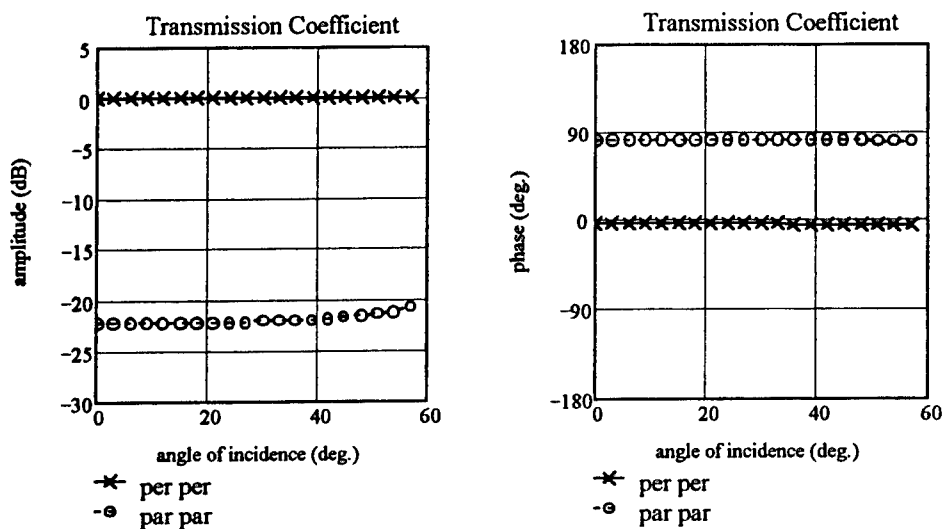 Transmission Coefficient
5
0
−5
−10
−15
−20
−25
−30
amplitude (dB)
0
20
40
60
angle of incidence (deg.)
per per
par par
Transmission Coefficient
180
90
0
−90
−180
phase (deg.)
0
20
40
60
angle of incidence (deg.)
per per
par par